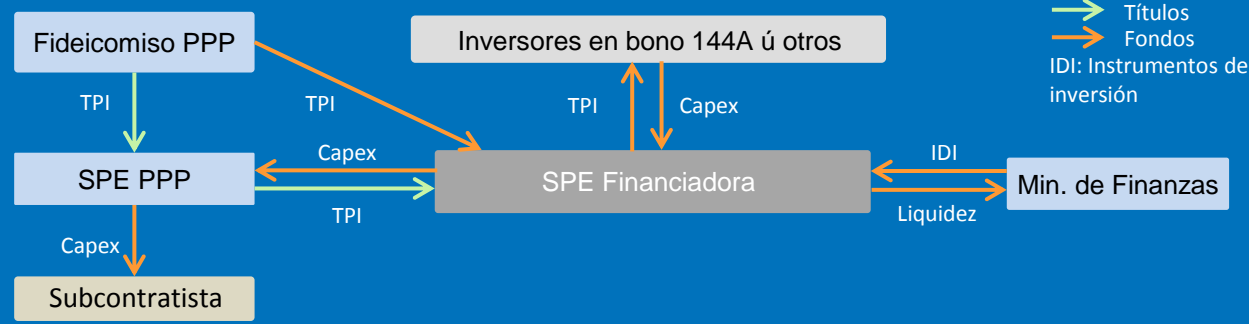 Títulos
Fondos
IDI: Instrumentos de
inversión
Fideicomiso PPP
Inversores en bono 144A ú otros
TPI
TPI
TPI
Capex
Capex
IDI
SPE PPP
SPE Financiadora
Min. de Finanzas
TPI
Liquidez
Capex
Subcontratista